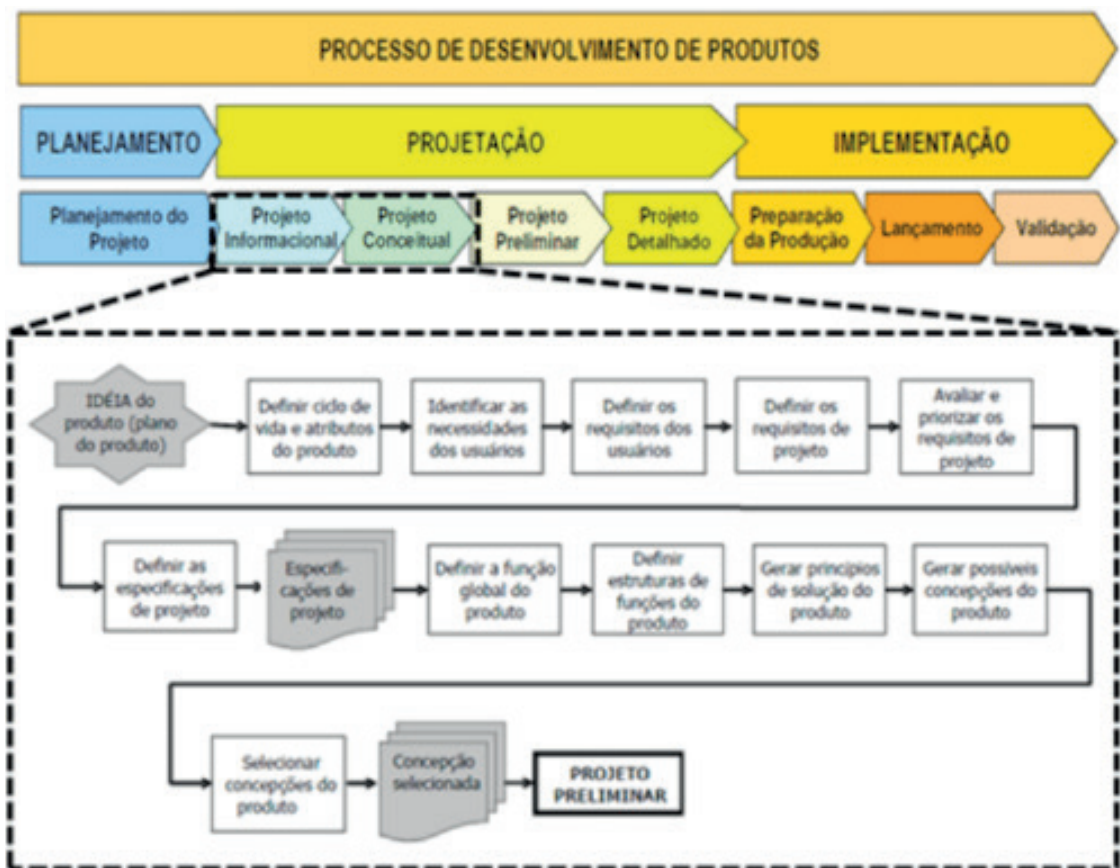 PROCESSO DE DESENVOLVIMENTO DE PRODUTOS
PLANEJAMENTO
PROJETAÇÃO
IMPLEMENTAÇÃO
Planejamento do
Projeto
Projeto
Informacional
Projeto
Conceitual
Projeto
Preliminar
Projeto
Detalhado
Preparação
da Produção
Lançamento
Validação
IDÉIA do
produto (plano
do produto)
Definir ciclo de
vida e atributos
do produto
Identificar as
necessidades
dos usuários
Definir os
requisitos dos
usuários
Definir os
requisitos de
projeto
Avaliar e
priorizar os
requisitos de
projeto
Definir as
especificações
de projeto
Especifi-
cações de
projeto
Definir a função
global do
produto
Definir
estruturas de
funções do
produto
Gerar princípios
de solução do
produto
Gerar possíveis
concepções do
produto
Selecionar
concepções do
produto
Concepção
selecionada
PROJETO
PRELIMINAR